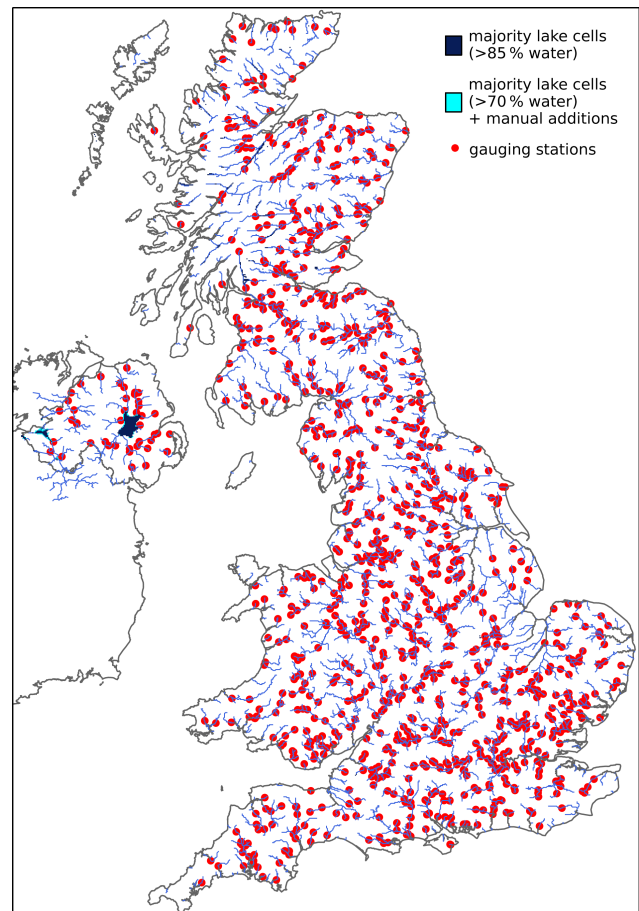 majority lake cells
(>85 % water)
majority lake cells
(>70 % water)
+ manual additions
gauging stations